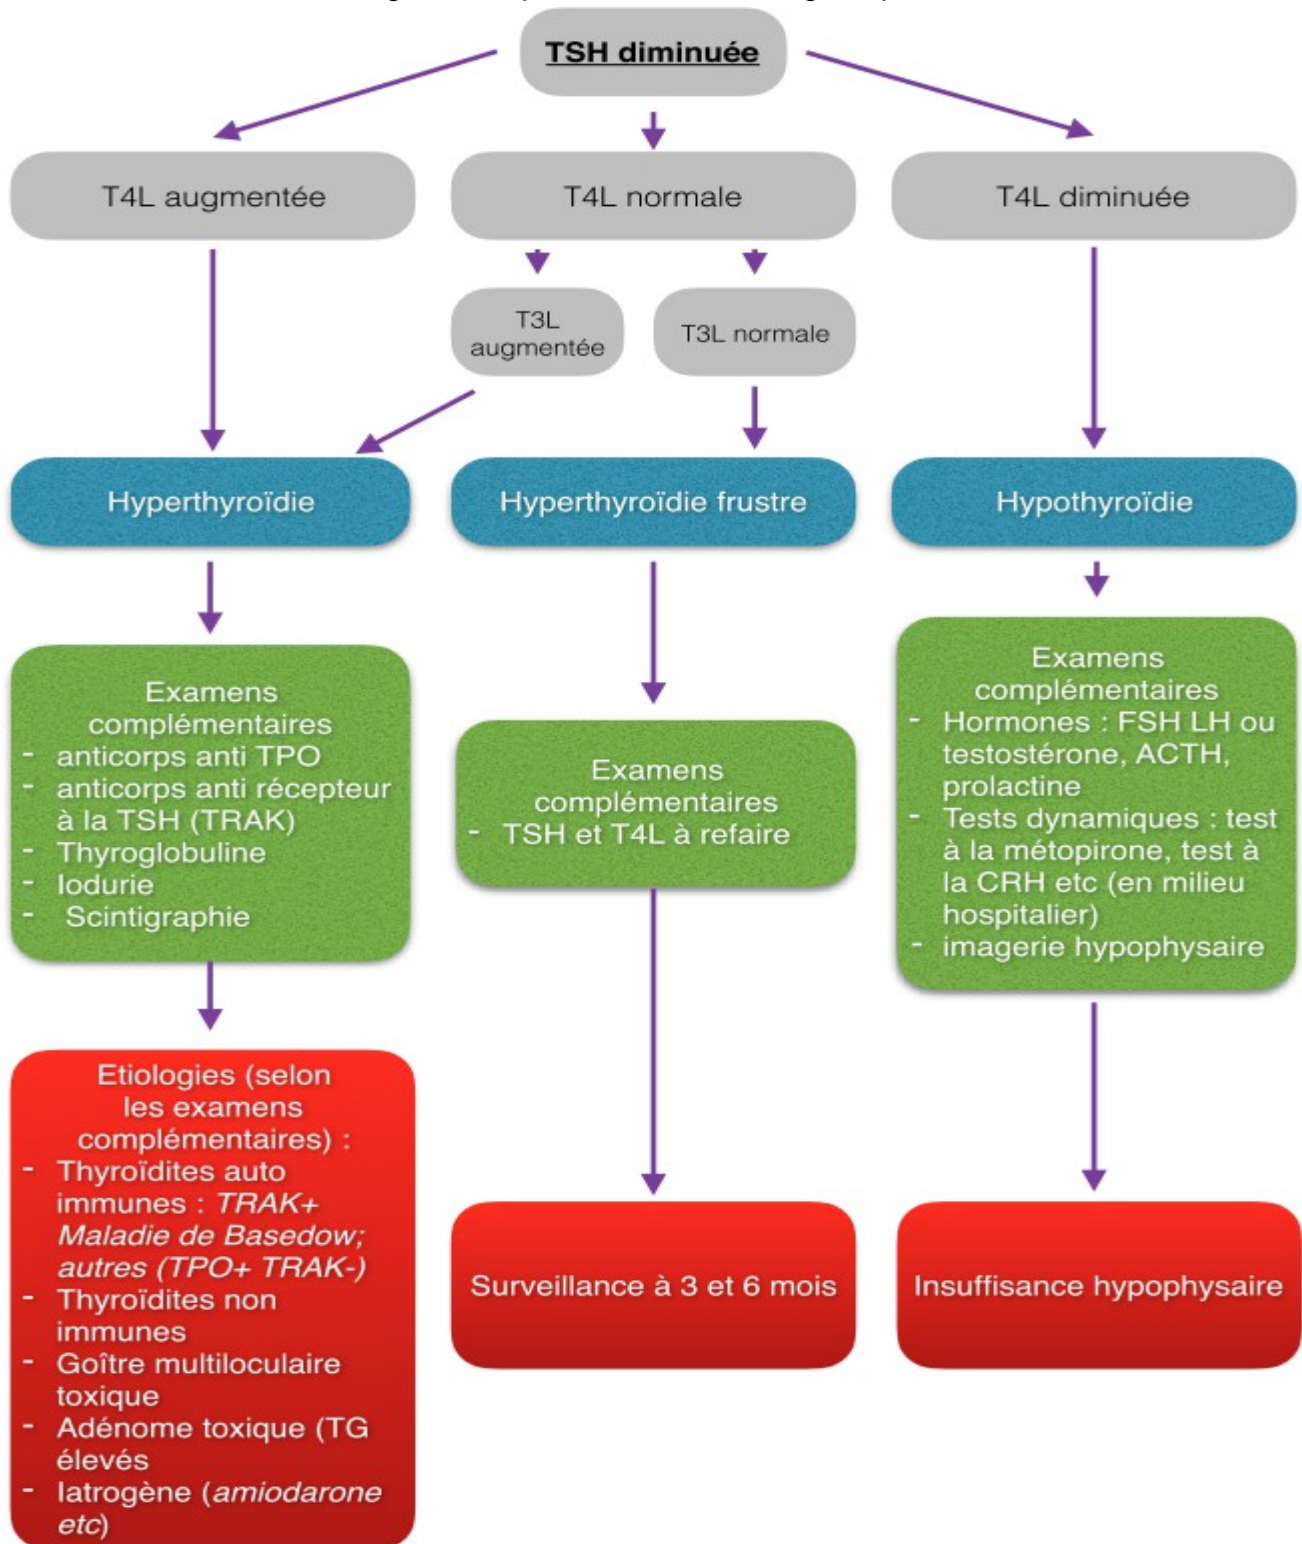 TSH diminuée
T4L augmentée
T4L normale
T4L diminuée
T3L
augmentée
T3L normale
Hyperthyroïdie
Hyperthyroïdie frustre
Hypothyroïdie
Examens
complémentaires
- anticorps anti TPO
- anticorps anti récepteur
à la TSH (TRAK)
- Thyroglobuline
- Iodurie
- Scintigraphie
Examens
complémentaires
- TSH et T4L à refaire
Examens
complémentaires
- Hormones : FSH LH ou
testostérone, ACTH,
prolactine
- Tests dynamiques : test
à la métopirone, test à
la CRH etc (en milieu
hospitalier)
- imagerie hypophysaire
Etiologies (selon
les examens
complémentaires) :
- Thyroïdites auto
immunes : TRAK+
Maladie de Basedow;
autres (TPO+ TRAK-)
- Thyroïdites non
immunes
- Goître multiloculaire
toxique
- Adénome toxique (TG
élevés
- Iatrogène (amiodarone
etc)
Surveillance à 3 et 6 mois
Insuffisance hypophysaire